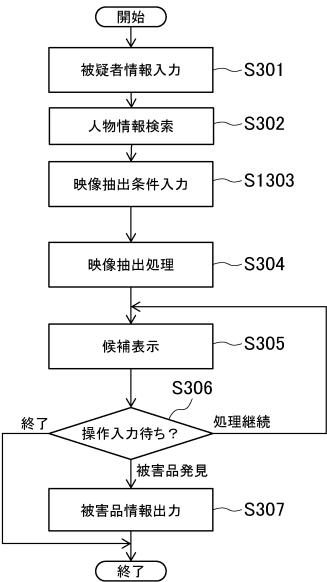 開始
被疑者情報入力
S301
人物情報検索
S302
映像抽出条件入力
S1303
映像抽出処理
S304
候補表示
S305
S306
終了
操作入力待ち?
処理継続
被害品発見
被害品情報出力
S307
終了